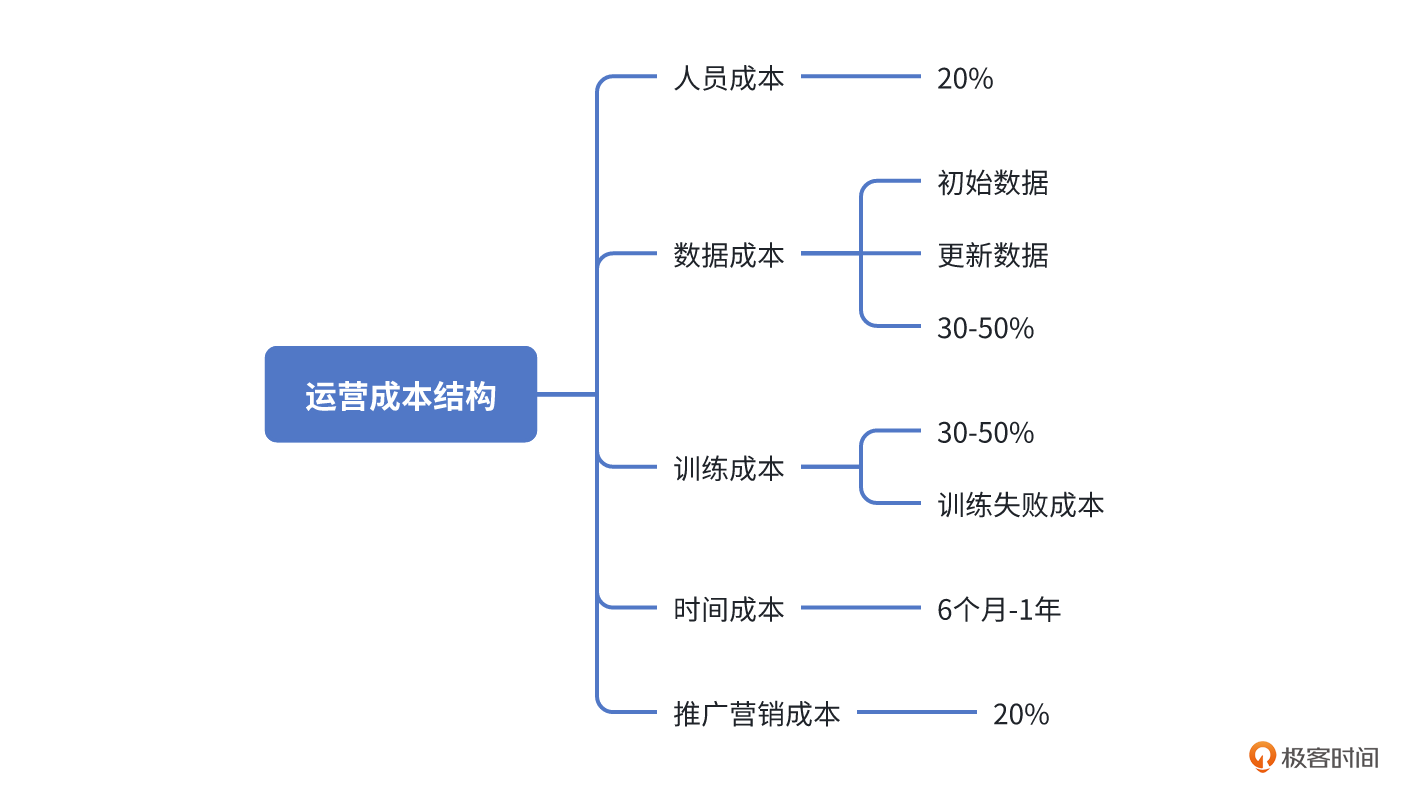 运营成本结构
人员成本
20%
数据成本
初始数据
更新数据
30-50%
训练成本
30-50%
训练失败成本
时间成本
6个月-1年
推广营销成本
20%
极客时间